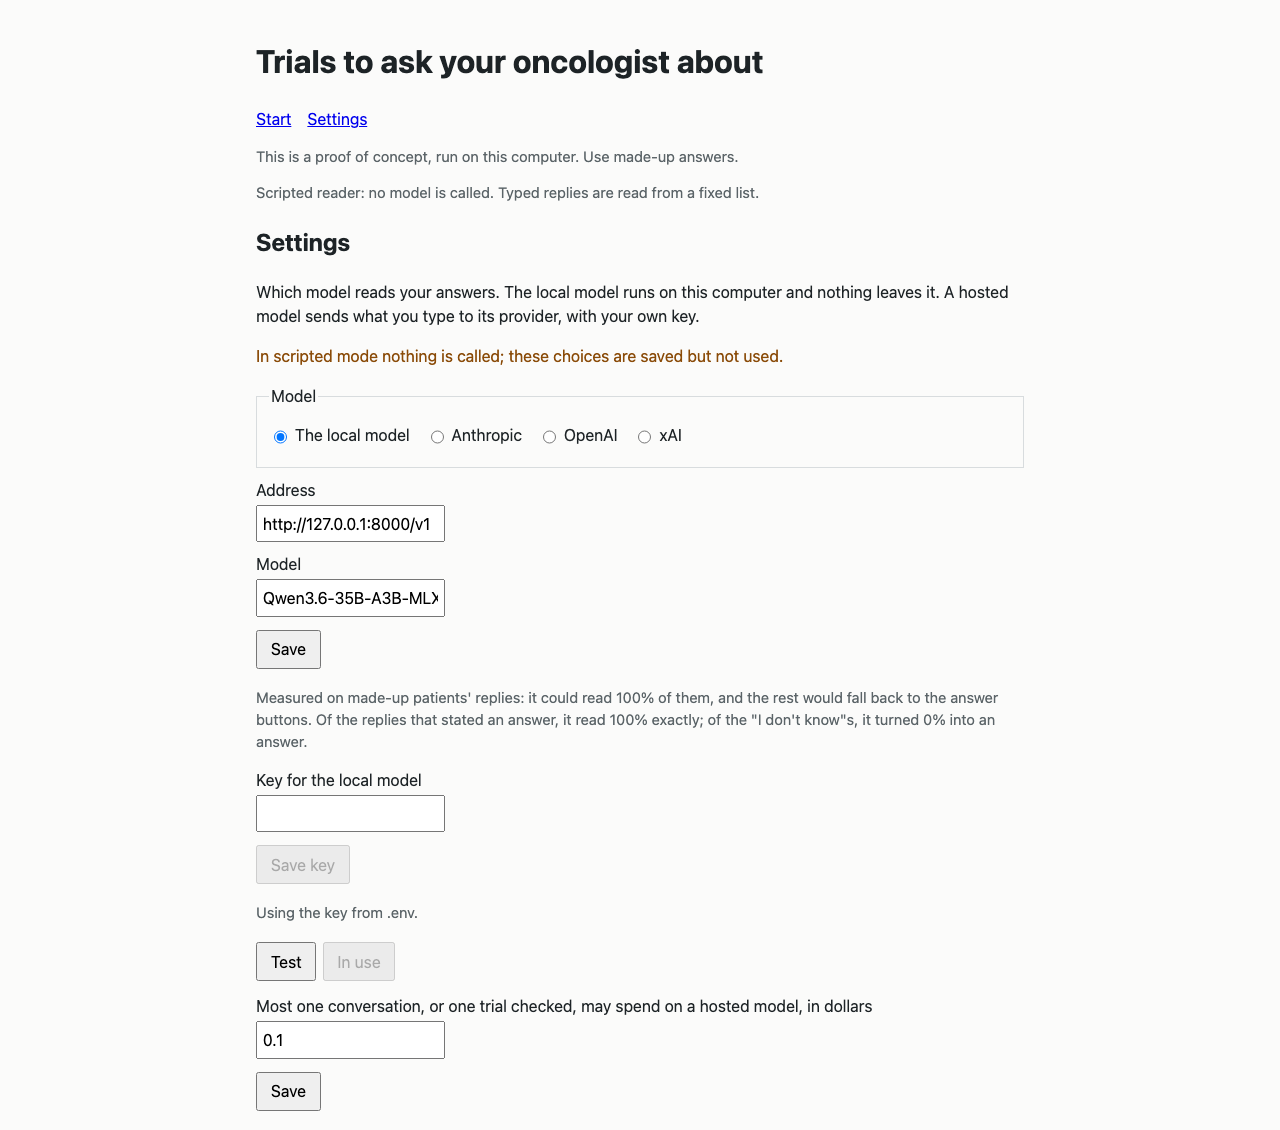 Trials to ask your oncologist about
Start Settings
This is a proof of concept, run on this computer. Use made-up answers.
Scripted reader: no model is called. Typed replies are read from a fixed list.
Settings
Which model reads your answers. The local model runs on this computer and nothing leaves it. A hosted
model sends what you type to its provider, with your own key.
In scripted mode nothing is called; these choices are saved but not used.
Model
The local model Anthropic OpenAI xAI
Address
http://127.0.0.1:8000/v1
Model
Qwen3.6-35B-A3B-MLX
Save
Measured on made-up patients' replies: it could read 100% of them, and the rest would fall back to the answer
buttons. Of the replies that stated an answer, it read 100% exactly; of the "I don't know"s, it turned 0% into an
answer.
Key for the local model
Save key
Using the key from .env.
Test In use
Most one conversation, or one trial checked, may spend on a hosted model, in dollars
0.1
Save